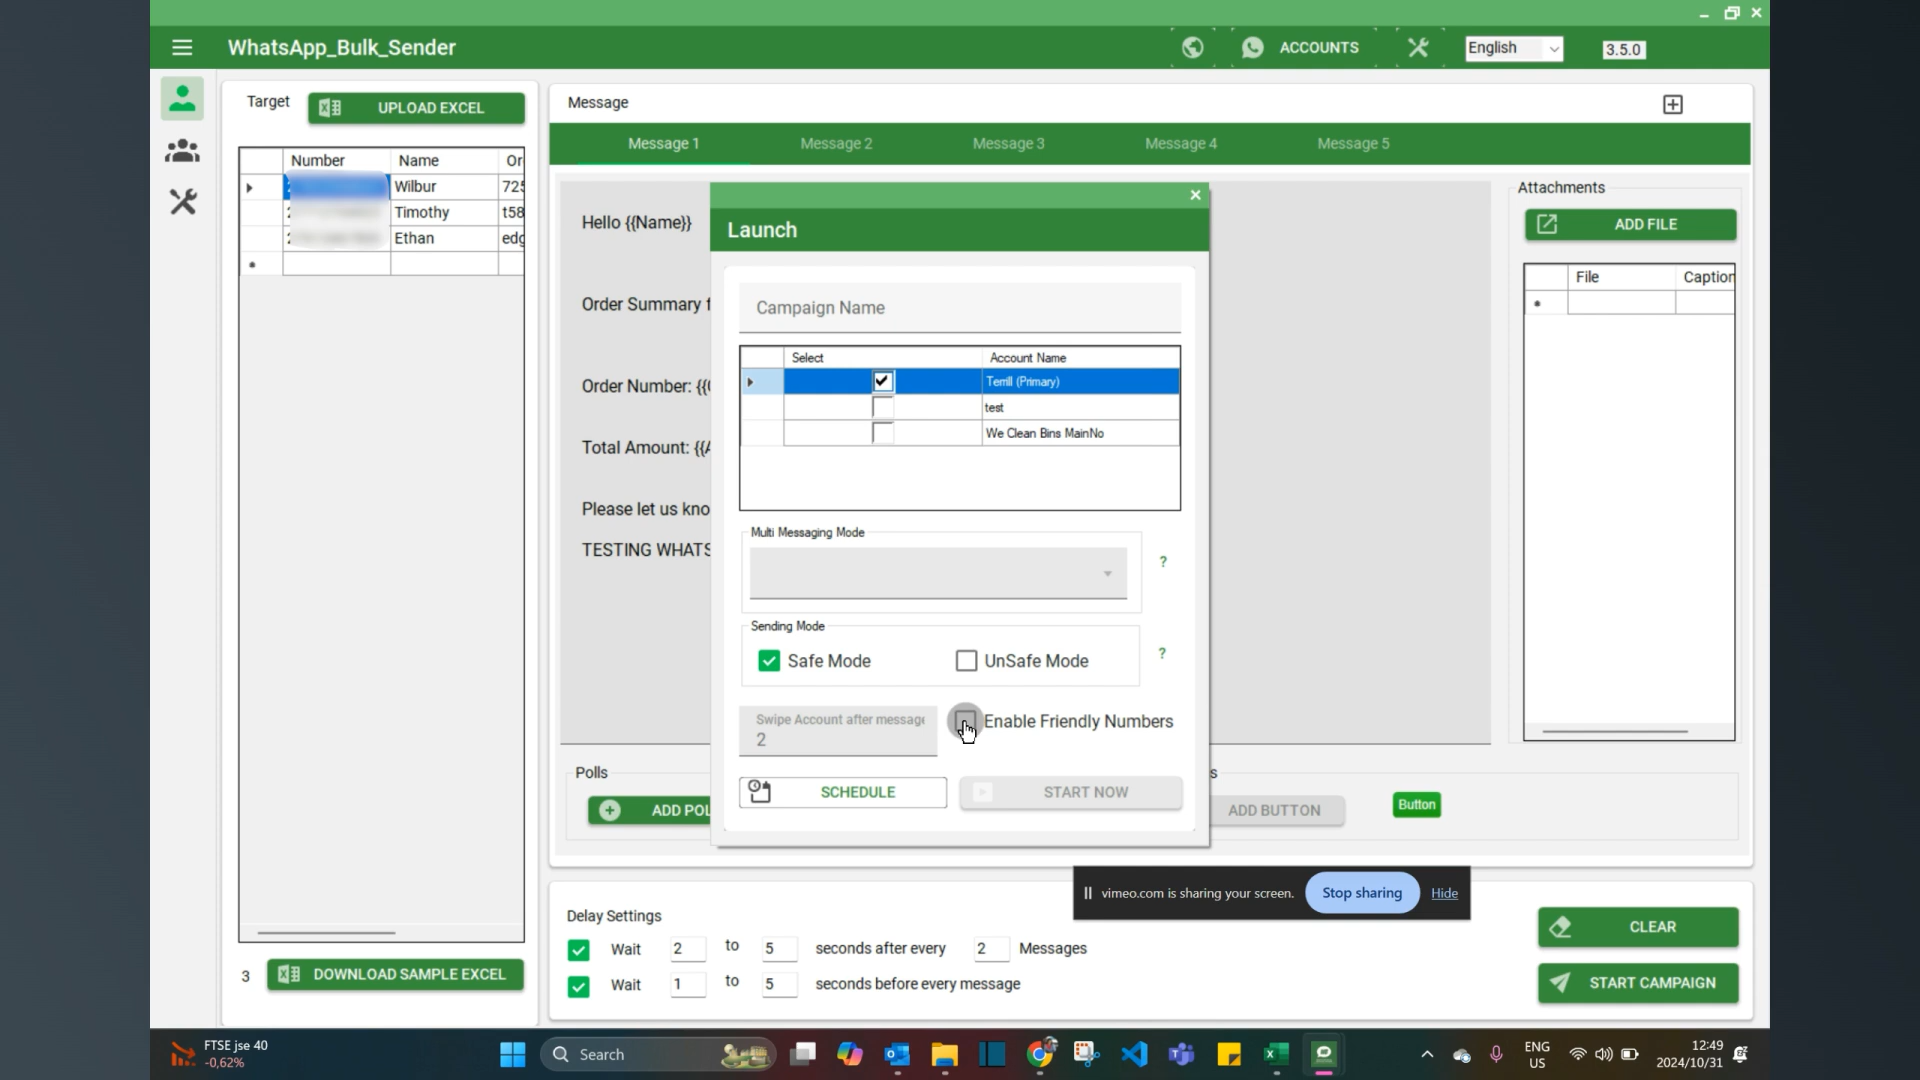 WhatsApp_Bulk_Sender
ACCOUNTS
English
3.5.0
Target
UPLOAD EXCEL
Number Name Or
Wilbur 725
Timothy t58
Ethan edg
3
DOWNLOAD SAMPLE EXCEL
Message
Message 1 Message 2 Message 3 Message 4 Message 5
Hello {{Name}}
Order Summary f
Order Number: {{
Total Amount: {{
Please let us kno
TESTING WHATS
Launch
Campaign Name
Select Account Name
Terrill (Primary)
test
We Clean Bins MainNo
Multi Messaging Mode
?
Sending Mode
Safe Mode UnSafe Mode
?
Swipe Account after message
2
Enable Friendly Numbers
SCHEDULE
START NOW
Attachments
ADD FILE
File Caption
Polls
ADD POL
s
ADD BUTTON
Button
vimeo.com is sharing your screen. Stop sharing Hide
Delay Settings
Wait 2 to 5 seconds after every 2 Messages
Wait 1 to 5 seconds before every message
CLEAR
START CAMPAIGN
FTSE jse 40
-0,62%
Search
ENG
US
12:49
2024/10/31